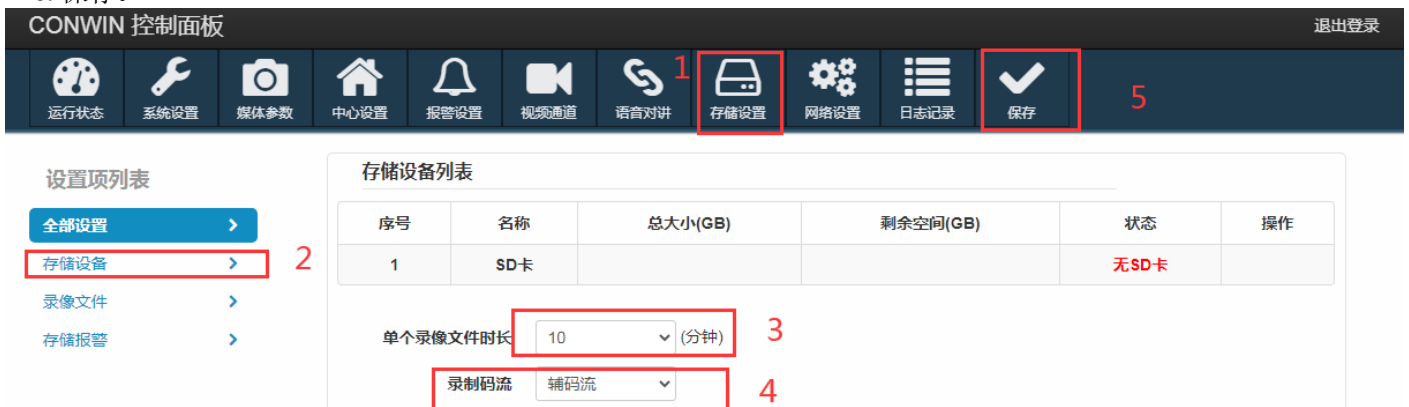 CONWIN 控制面板 退出登录
1 5
运行状态 系统设置 媒体参数 中心设置 报警设置 视频通道 语音对讲 存储设置 网络设置 日志记录 保存
设置项列表
全部设置
存储设备 2
录像文件
存储报警
存储设备列表
序号 名称 总大小(GB) 剩余空间(GB) 状态 操作
1 SD卡 无SD卡
单个录像文件时长 10 (分钟) 3
录制码流 辅码流 4